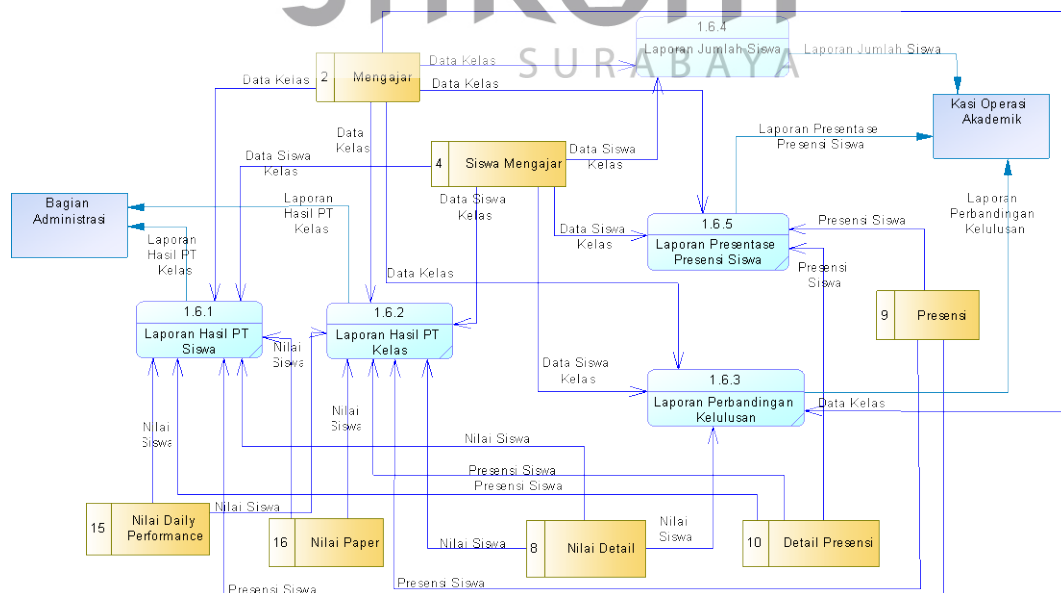 SURABAYA
1.6.4
Laporan Jumlah Siswa
Laporan Jumlah Siswa
2
Mengajar
Data Kelas
Data Kelas
Data Kelas
Kasi Operasi
Akademik
Data
Kelas
Laporan Presentase
Presensi Siswa
4
Siswa Mengajar
Data Siswa
Kelas
Data Siswa
Kelas
Data Siswa
Kelas
Bagian
Administrasi
Laporan
Hasil PT
Kelas
Laporan
Hasil PT
Kelas
Laporan
Perbandingan
Kelulusan
1.6.5
Laporan Presentase
Presensi Siswa
Data Siswa
Kelas
Presensi Siswa
Presensi
Siswa
Data Kelas
9
Presensi
1.6.1
Laporan Hasil PT
Siswa
1.6.2
Laporan Hasil PT
Kelas
Nilai
Siswa
Data Siswa
Kelas
1.6.3
Laporan Perbandingan
Kelulusan
Data Kelas
Nilai
Siswa
Nilai
Siswa
Nilai
Siswa
Nilai Siswa
Presensi Siswa
Presensi Siswa
Nilai Siswa
15
Nilai Daily
Performance
16
Nilai Paper
Nilai Siswa
8
Nilai Detail
Nilai
Siswa
10
Detail Presensi
Presensi Siswa
Presensi Siswa